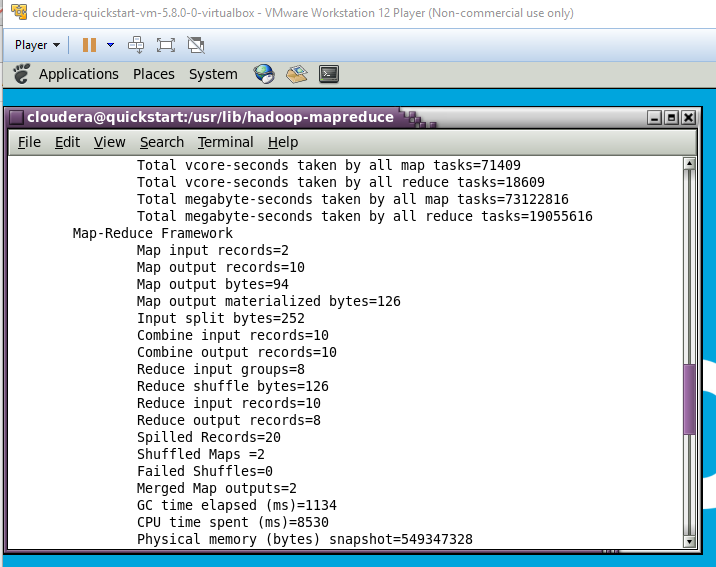 cloudera-quickstart-vm-5.8.0-0-virtualbox - VMware Workstation 12 Player (Non-commercial use only)
Player
Applications Places System
cloudera@quickstart:/usr/lib/hadoop-mapreduce
File Edit View Search Terminal Help
Total vcore-seconds taken by all map tasks=71409
Total vcore-seconds taken by all reduce tasks=18609
Total megabyte-seconds taken by all map tasks=73122816
Total megabyte-seconds taken by all reduce tasks=19055616
Map-Reduce Framework
Map input records=2
Map output records=10
Map output bytes=94
Map output materialized bytes=126
Input split bytes=252
Combine input records=10
Combine output records=10
Reduce input groups=8
Reduce shuffle bytes=126
Reduce input records=10
Reduce output records=8
Spilled Records=20
Shuffled Maps =2
Failed Shuffles=0
Merged Map outputs=2
GC time elapsed (ms)=1134
CPU time spent (ms)=8530
Physical memory (bytes) snapshot=549347328